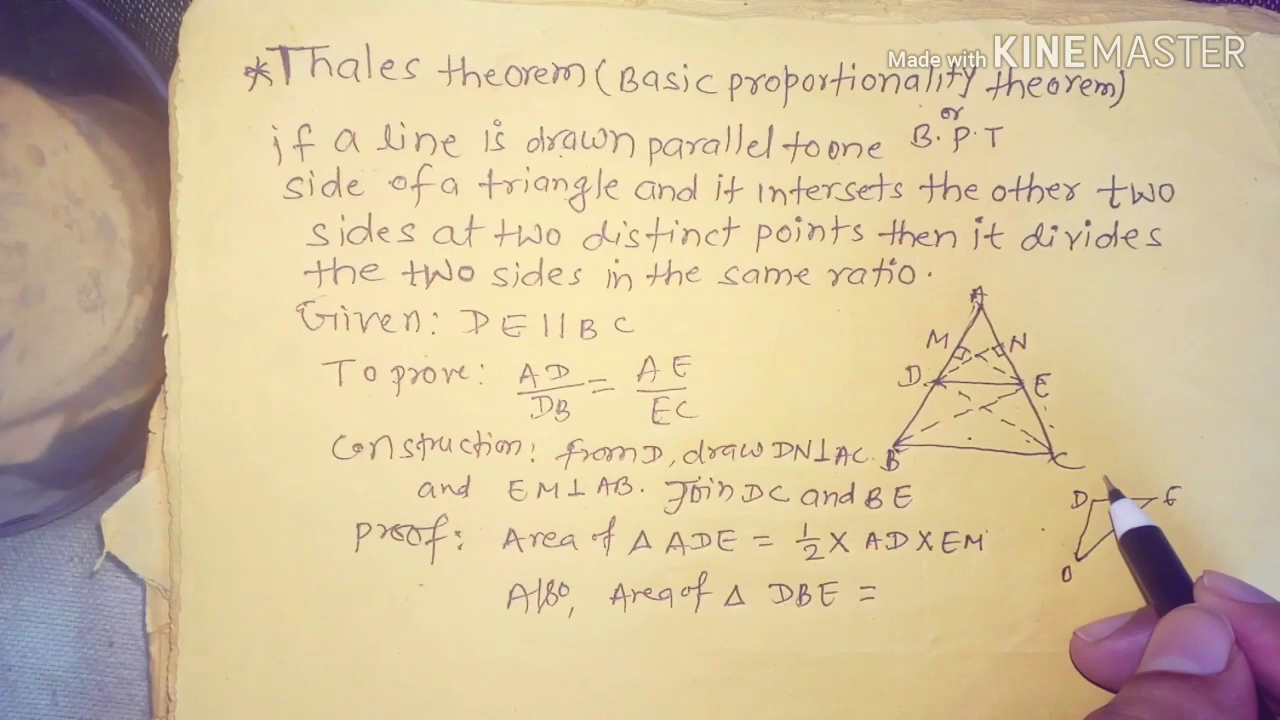 Made with KINEMASTER
*Thales theorem (Basic proportionality theorem)
or
B.P.T
if a line is drawn parallel to one
side of a triangle and it intersets the other two
sides at two distinct points then it divides
the two sides in the same ratio.
Given: DE || BC
To prove: AD/DB = AE/EC
Construction: from D, draw DN⊥AC.
and EM⊥AB. Join DC and BE
Proof: Area of △ ADE = 1/2 X AD X EM
Also, Area of △ DBE =
A
M N
D E
B C
D E